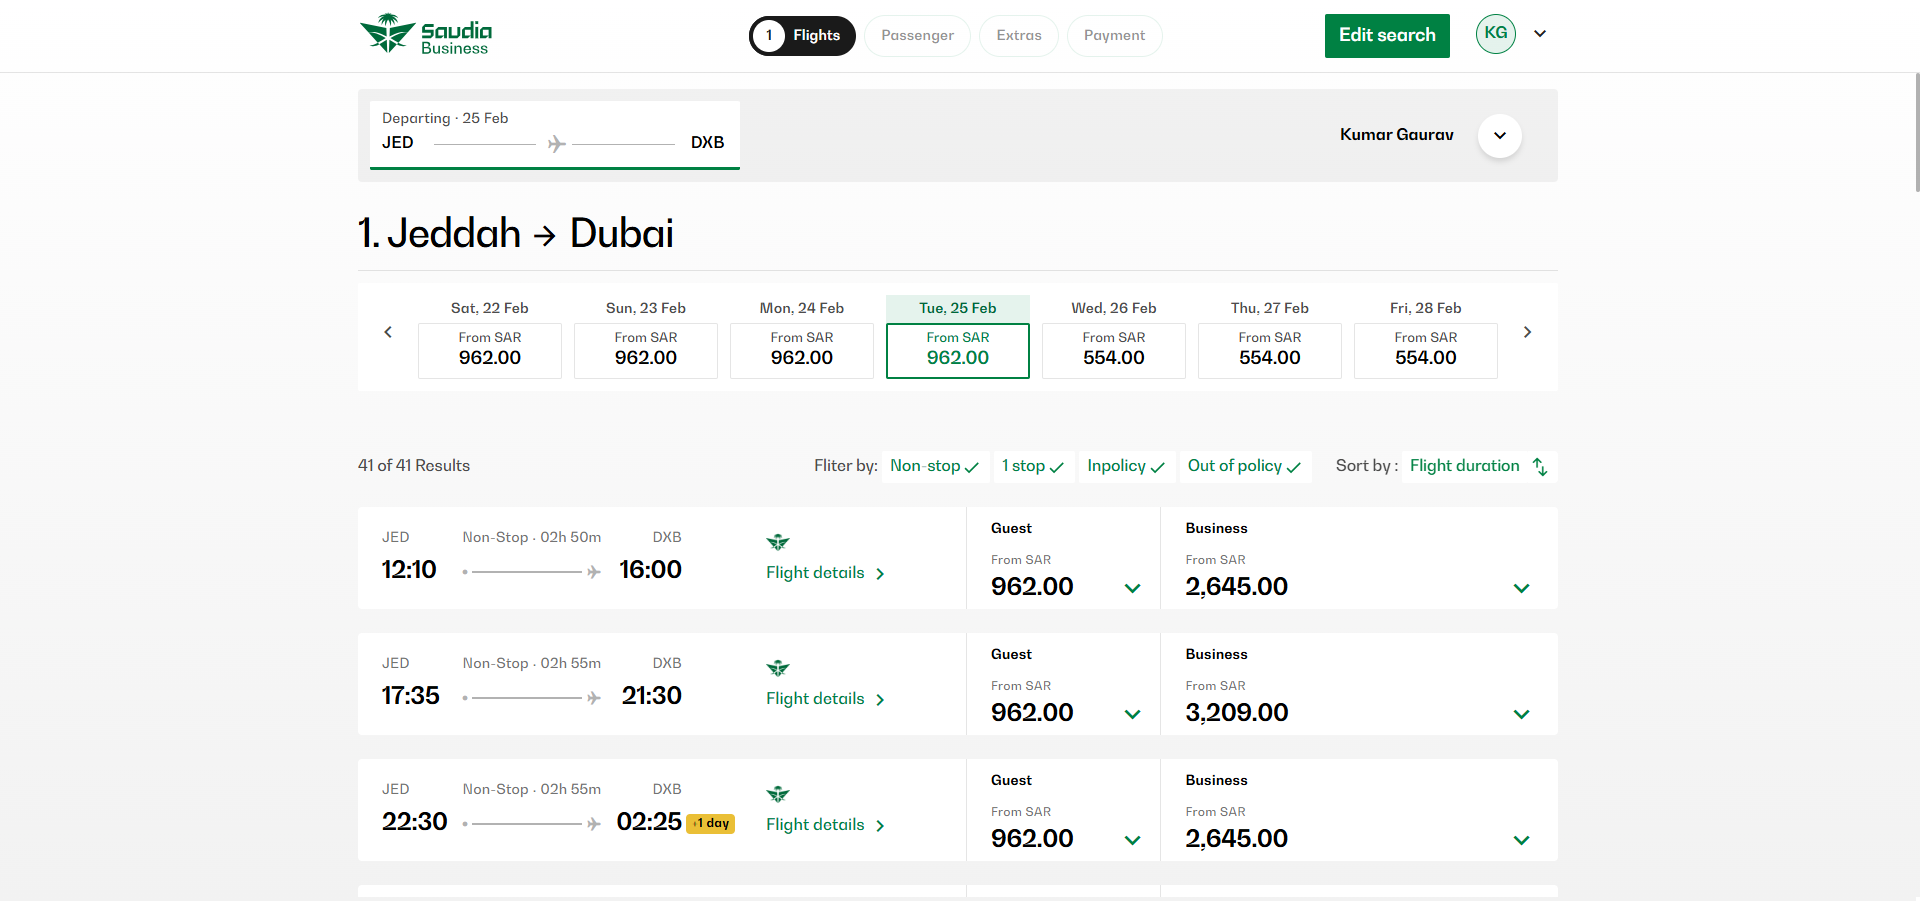 Saudia
Business
1 Flights
Passenger
Extras
Payment
Edit search
KG
Departing · 25 Feb
JED DXB
Kumar Gaurav
1. Jeddah → Dubai
Sat, 22 Feb
From SAR
962.00
Sun, 23 Feb
From SAR
962.00
Mon, 24 Feb
From SAR
962.00
Tue, 25 Feb
From SAR
962.00
Wed, 26 Feb
From SAR
554.00
Thu, 27 Feb
From SAR
554.00
Fri, 28 Feb
From SAR
554.00
41 of 41 Results
Fliter by: Non-stop 1 stop Inpolicy Out of policy
Sort by : Flight duration
JED Non-Stop · 02h 50m DXB
12:10 16:00
Flight details
Guest
From SAR
962.00
Business
From SAR
2,645.00
JED Non-Stop · 02h 55m DXB
17:35 21:30
Flight details
Guest
From SAR
962.00
Business
From SAR
3,209.00
JED Non-Stop · 02h 55m DXB
22:30 02:25 +1 day
Flight details
Guest
From SAR
962.00
Business
From SAR
2,645.00